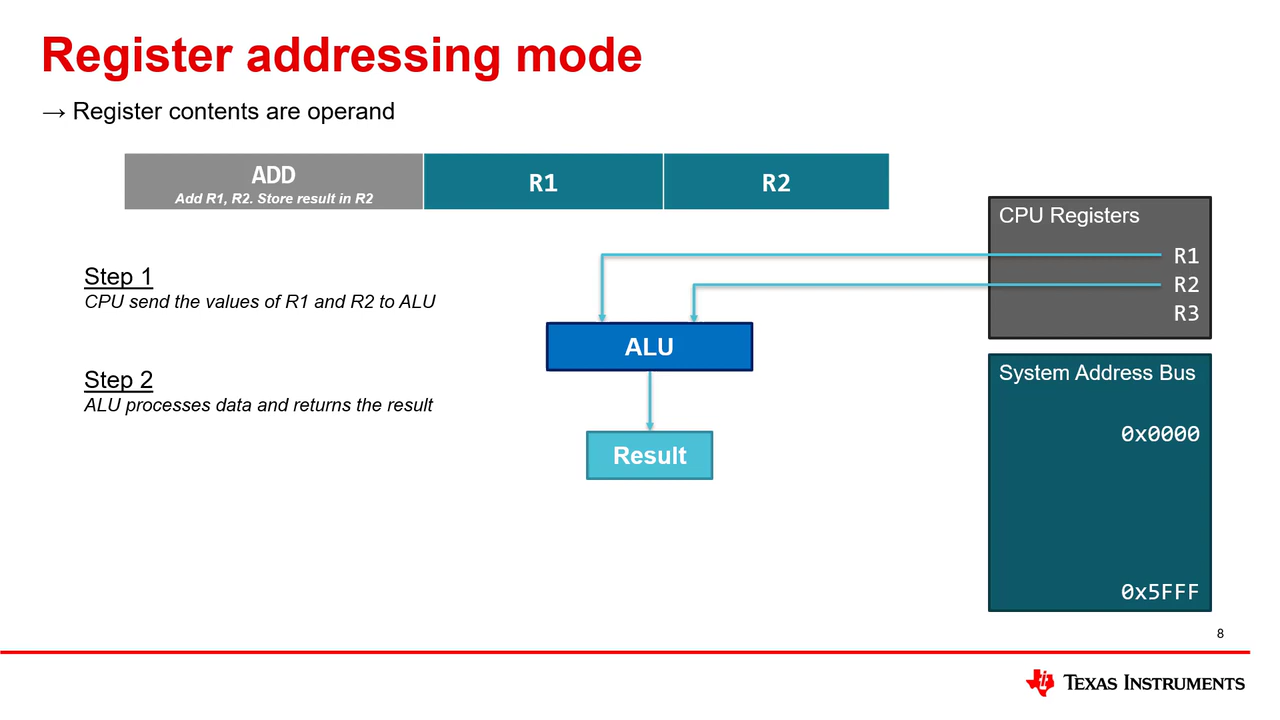 Register addressing mode
→ Register contents are operand
ADD
Add R1, R2. Store result in R2
R1
R2
CPU Registers
R1
R2
R3
Step 1
CPU send the values of R1 and R2 to ALU
ALU
Step 2
ALU processes data and returns the result
Result
System Address Bus
0x0000
0x5FFF
8
TEXAS INSTRUMENTS